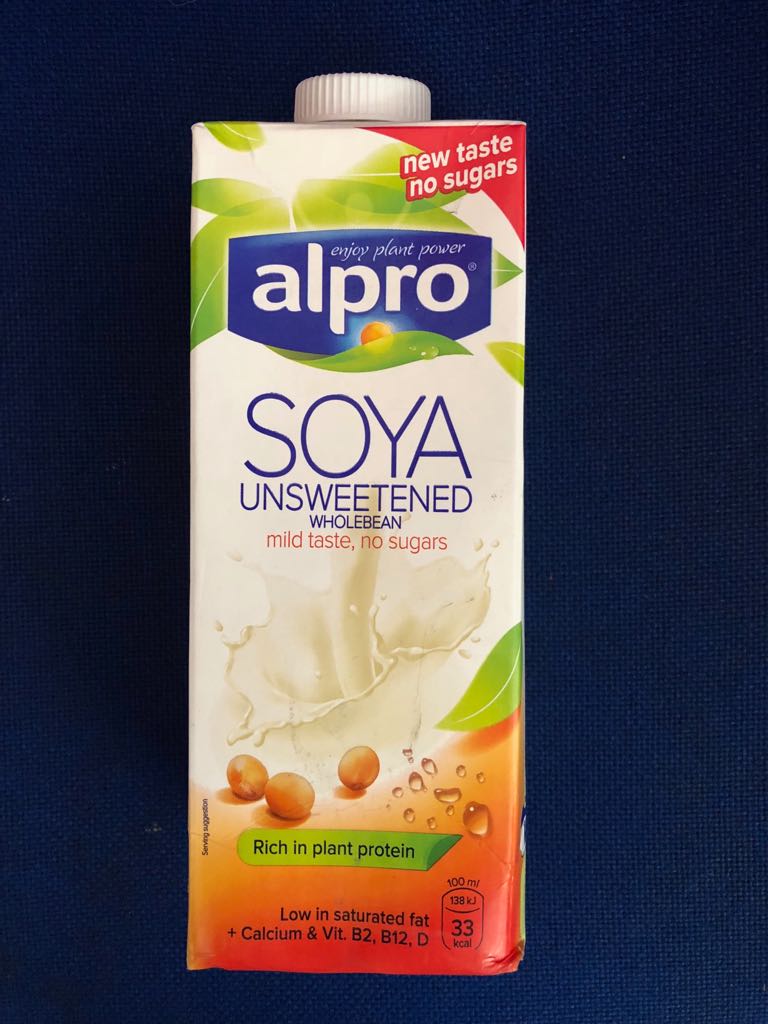 new taste
no sugars
enjoy plant power
alpro®
SOYA
UNSWEETENED
WHOLEBEAN
mild taste, no sugars
Serving suggestion
Rich in plant protein
Low in saturated fat
+ Calcium & Vit. B2, B12, D
100 ml
138 kJ
33
kcal